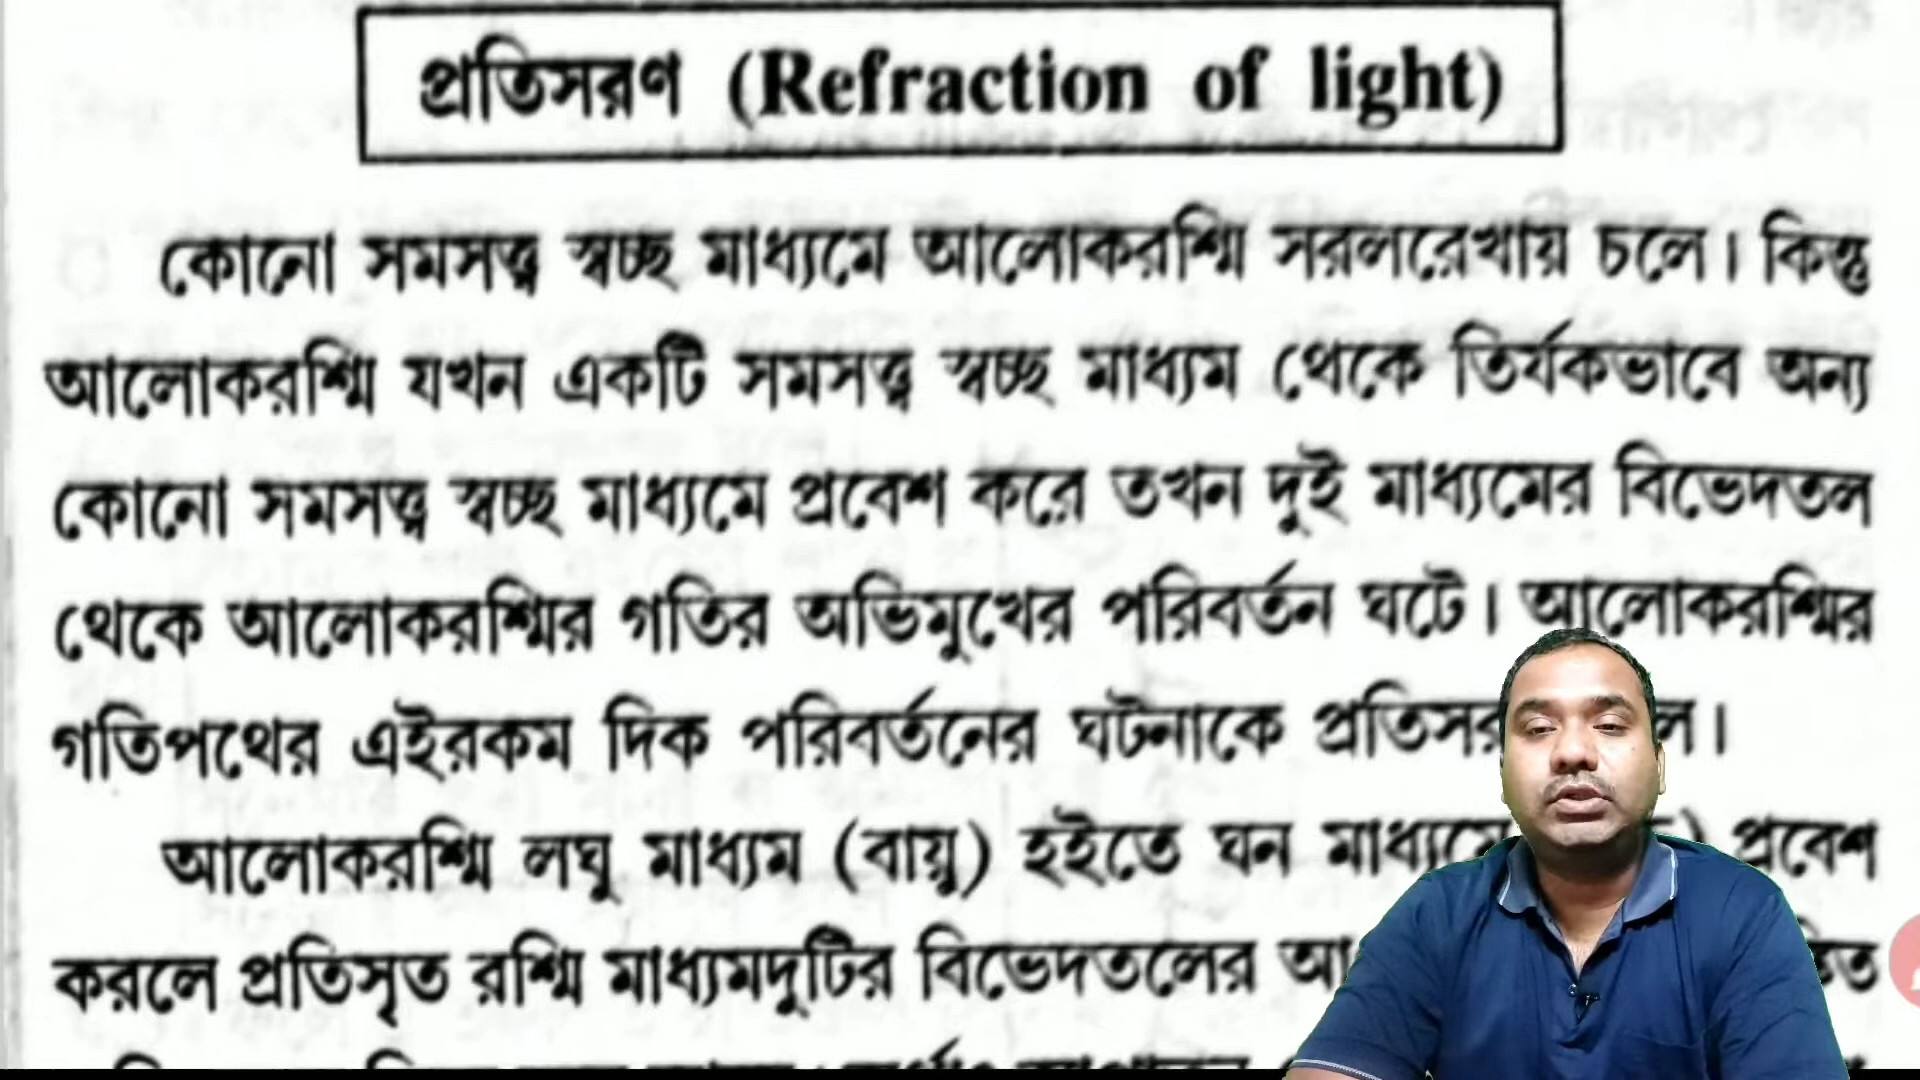 প্রতিসরণ (Refraction of light)
কোনো সমসত্ত্ব স্বচ্ছ মাধ্যমে আলোকরশ্মি সরলরেখায় চলে। কিন্তু
আলোকরশ্মি যখন একটি সমসত্ত্ব স্বচ্ছ মাধ্যম থেকে তির্যকভাবে অন্য
কোনো সমসত্ত্ব স্বচ্ছ মাধ্যমে প্রবেশ করে তখন দুই মাধ্যমের বিভেদতল
থেকে আলোকরশ্মির গতির অভিমুখের পরিবর্তন ঘটে। আলোকরশ্মির
গতিপথের এইরকম দিক পরিবর্তনের ঘটনাকে
আলোকরশ্মি লঘু মাধ্যম (বায়ু) হইতে ঘন প্রবেশ
করলে প্রতিসৃত রশ্মি মাধ্যমদুটির বিভেদতলের